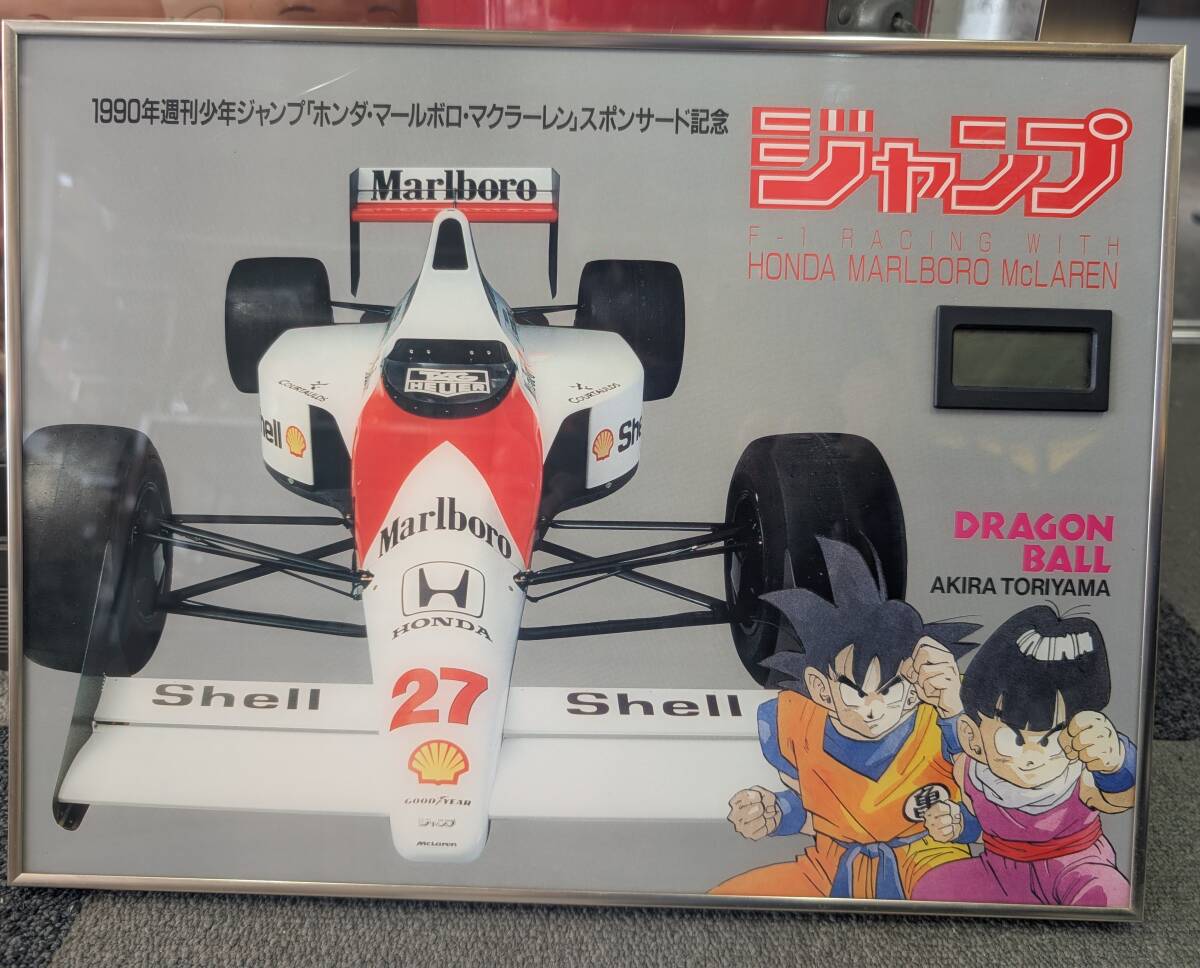 1990年週刊少年ジャンプ「ホンダ・マールボロ・マクラーレン」スポンサード記念
ジャンプ
F-1 RACING WITH
HONDA MARLBORO McLAREN
Marlboro
TAG
HEUER
COURTAULDS
COURTAULDS
Shell
Marlboro
HONDA
27
Shell
Shell
GOODYEAR
ジャンプ
McLaren
DRAGON
BALL
AKIRA TORIYAMA
亀